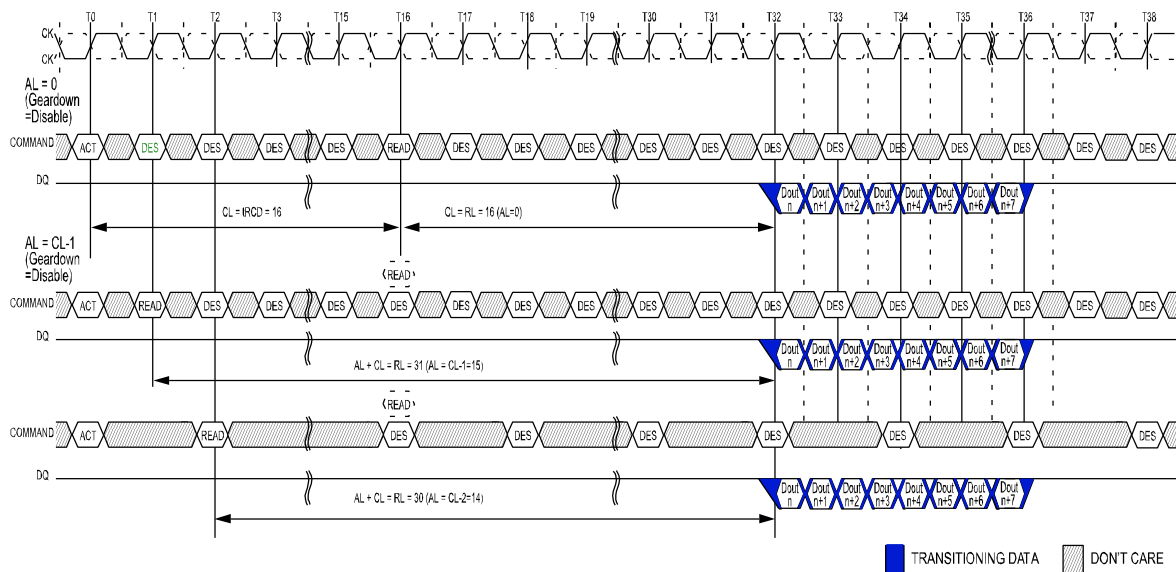 T0 T1 T2 T3 T15 T16 T17 T18 T19 T30 T31 T32 T33 T34 T35 T36 T37 T38
CK
CK
AL = 0
(Geardown
=Disable)
COMMAND ACT DES DES DES DES READ DES DES DES DES DES DES DES DES DES DES DES DES
DQ Dout n Dout n+1 Dout n+2 Dout n+3 Dout n+4 Dout n+5 Dout n+6 Dout n+7
CL = tRCD = 16 CL = RL = 16 (AL=0)
AL = CL-1
(Geardown
=Disable)
READ
COMMAND ACT READ DES DES DES DES DES DES DES DES DES DES DES DES DES DES DES DES
DQ Dout n Dout n+1 Dout n+2 Dout n+3 Dout n+4 Dout n+5 Dout n+6 Dout n+7
AL + CL = RL = 31 (AL = CL-1=15)
READ
COMMAND ACT READ DES DES DES DES DES DES DES
DQ Dout n Dout n+1 Dout n+2 Dout n+3 Dout n+4 Dout n+5 Dout n+6 Dout n+7
AL + CL = RL = 30 (AL = CL-2=14)
TRANSITIONING DATA DON'T CARE